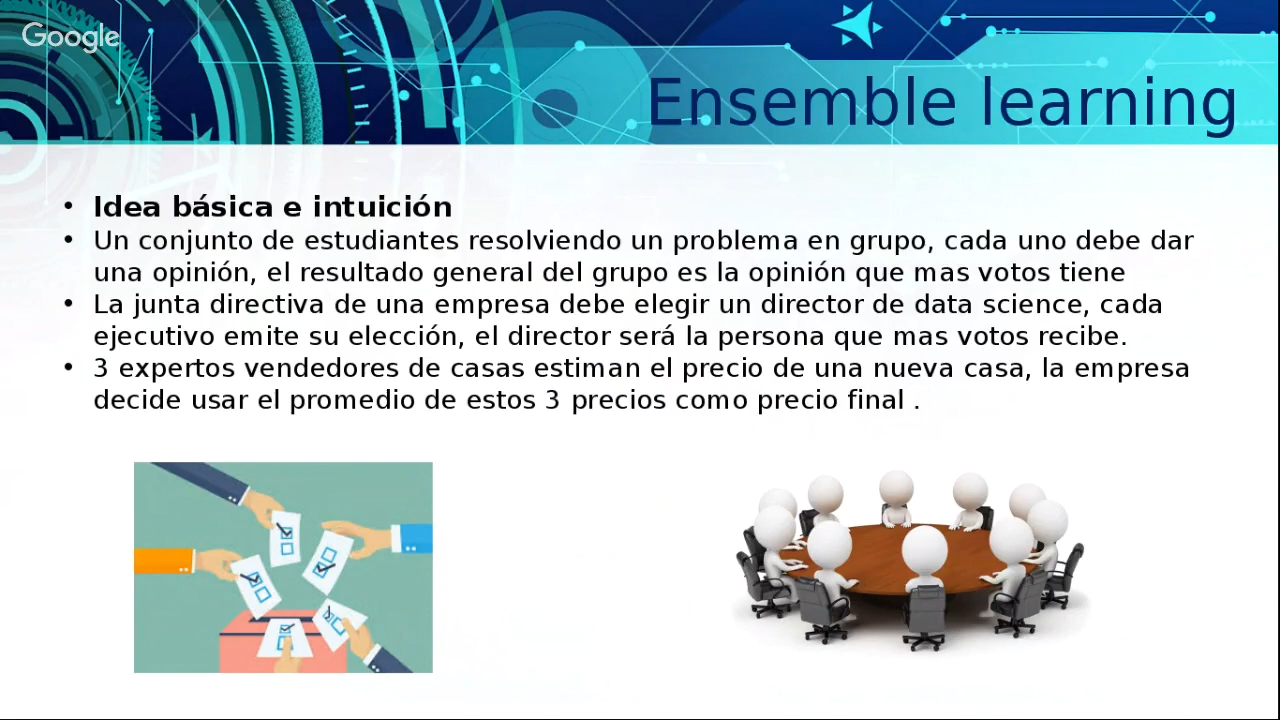 Google
Ensemble learning
• Idea básica e intuición
• Un conjunto de estudiantes resolviendo un problema en grupo, cada uno debe dar
una opinión, el resultado general del grupo es la opinión que mas votos tiene
• La junta directiva de una empresa debe elegir un director de data science, cada
ejecutivo emite su elección, el director será la persona que mas votos recibe.
• 3 expertos vendedores de casas estiman el precio de una nueva casa, la empresa
decide usar el promedio de estos 3 precios como precio final .